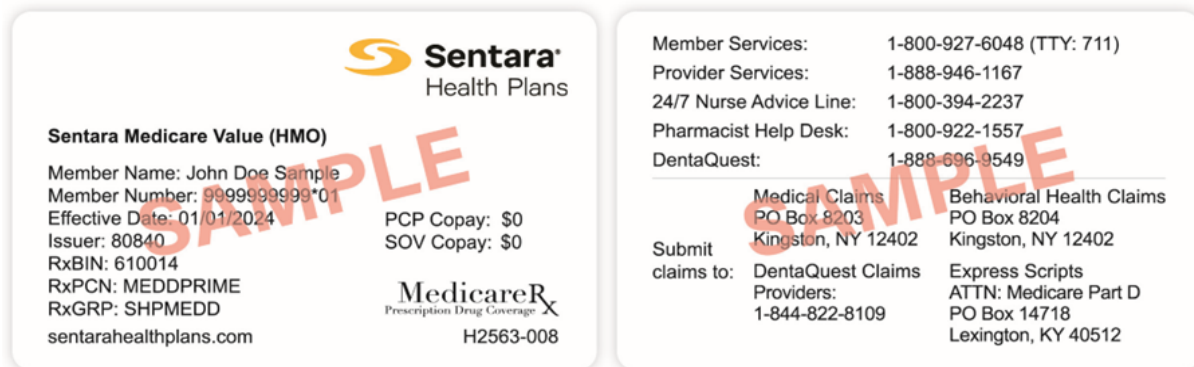 Sentara®
Health Plans
Sentara Medicare Value (HMO)
Member Name: John Doe Sample
Member Number: 9999999999*01
Effective Date: 01/01/2024
Issuer: 80840
RxBIN: 610014
RxPCN: MEDDPRIME
RxGRP: SHPMEDD
sentarahealthplans.com
PCP Copay: $0
SOV Copay: $0
MedicareRx
Prescription Drug Coverage
H2563-008
SAMPLE
Member Services: 1-800-927-6048 (TTY: 711)
Provider Services: 1-888-946-1167
24/7 Nurse Advice Line: 1-800-394-2237
Pharmacist Help Desk: 1-800-922-1557
DentaQuest: 1-888-696-9549
Submit
claims to:
Medical Claims
PO Box 8203
Kingston, NY 12402
Behavioral Health Claims
PO Box 8204
Kingston, NY 12402
DentaQuest Claims
Providers:
1-844-822-8109
Express Scripts
ATTN: Medicare Part D
PO Box 14718
Lexington, KY 40512
SAMPLE